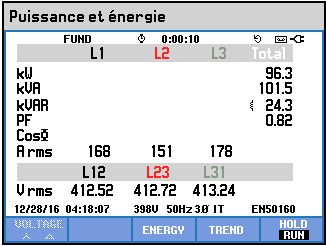 Puissance et énergie
FUND 0:00:10
L1 L2 L3 Total
kW 96.3
kVA 101.5
kVAR 24.3
PF 0.82
CosΦ
A rms 168 151 178
L12 L23 L31
V rms 412.52 412.72 413.24
12/28/16 04:18:07 398V 50Hz 3Ø IT EN50160
VOLTAGE ENERGY TREND HOLD
RUN